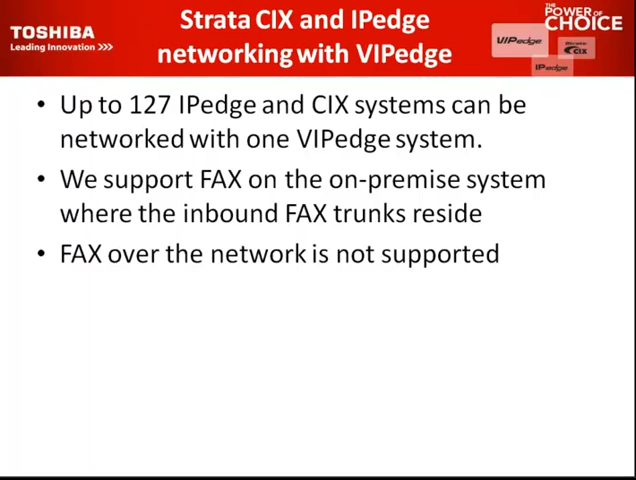 TOSHIBA
Leading Innovation >>>
Strata CIX and IPedge
networking with VIPedge
THE
POWER OF
CHOICE
VIPedge
CIX
IPedge
• Up to 127 IPedge and CIX systems can be
networked with one VIPedge system.
• We support FAX on the on-premise system
where the inbound FAX trunks reside
• FAX over the network is not supported